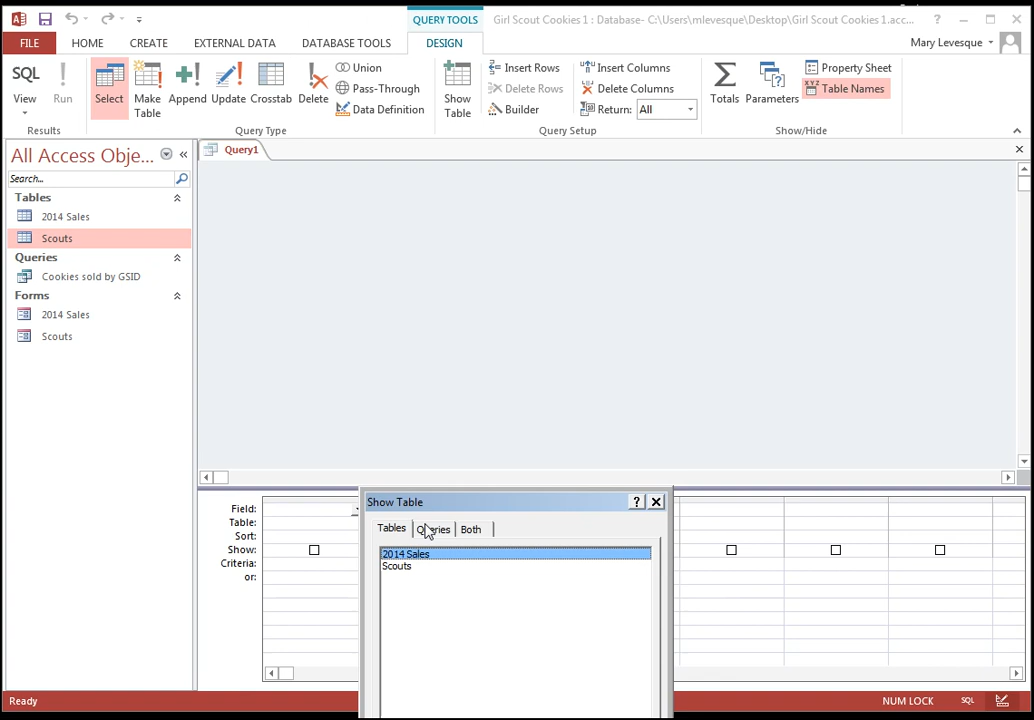 QUERY TOOLS
Girl Scout Cookies 1 : Database- C:\Users\mlevesque\Desktop\Girl Scout Cookies 1.acc...
?
FILE
HOME
CREATE
EXTERNAL DATA
DATABASE TOOLS
DESIGN
Mary Levesque
SQL
View
Run
Select
Make Table
Append
Update
Crosstab
Delete
Union
Pass-Through
Data Definition
Show Table
Insert Rows
Delete Rows
Builder
Insert Columns
Delete Columns
Return: All
Totals
Parameters
Property Sheet
Table Names
Results
Query Type
Query Setup
Show/Hide
All Access Obje...
Query1
Search...
Tables
2014 Sales
Scouts
Queries
Cookies sold by GSID
Forms
2014 Sales
Scouts
Field:
Table:
Sort:
Show:
Criteria:
or:
Show Table
?
Tables
Queries
Both
2014 Sales
Scouts
Ready
NUM LOCK
SQL